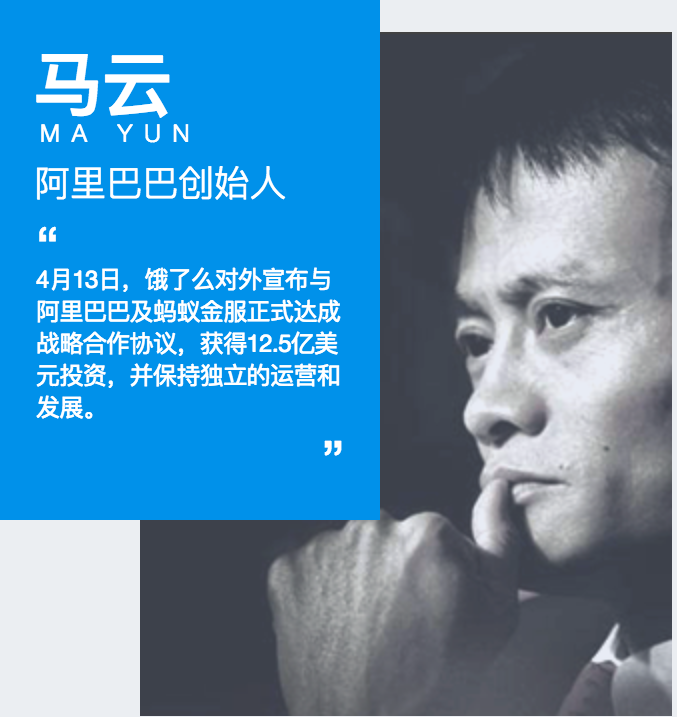 马云
MA YUN
阿里巴巴创始人
“
4月13日，饿了么对外宣布与
阿里巴巴及蚂蚁金服正式达成
战略合作协议，获得12.5亿美
元投资，并保持独立的运营和
发展。
”